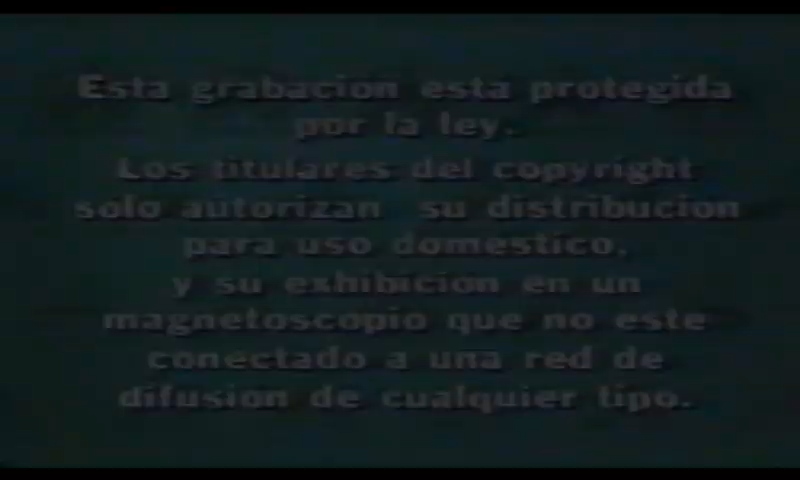 Esta grabacion esta protegida
por la ley.
Los titulares del copyright
solo autorizan su distribucion
para uso domestico.
y su exhibicion en un
magnetoscopio que no este
conectado a una red de
difusion de cualquier tipo.